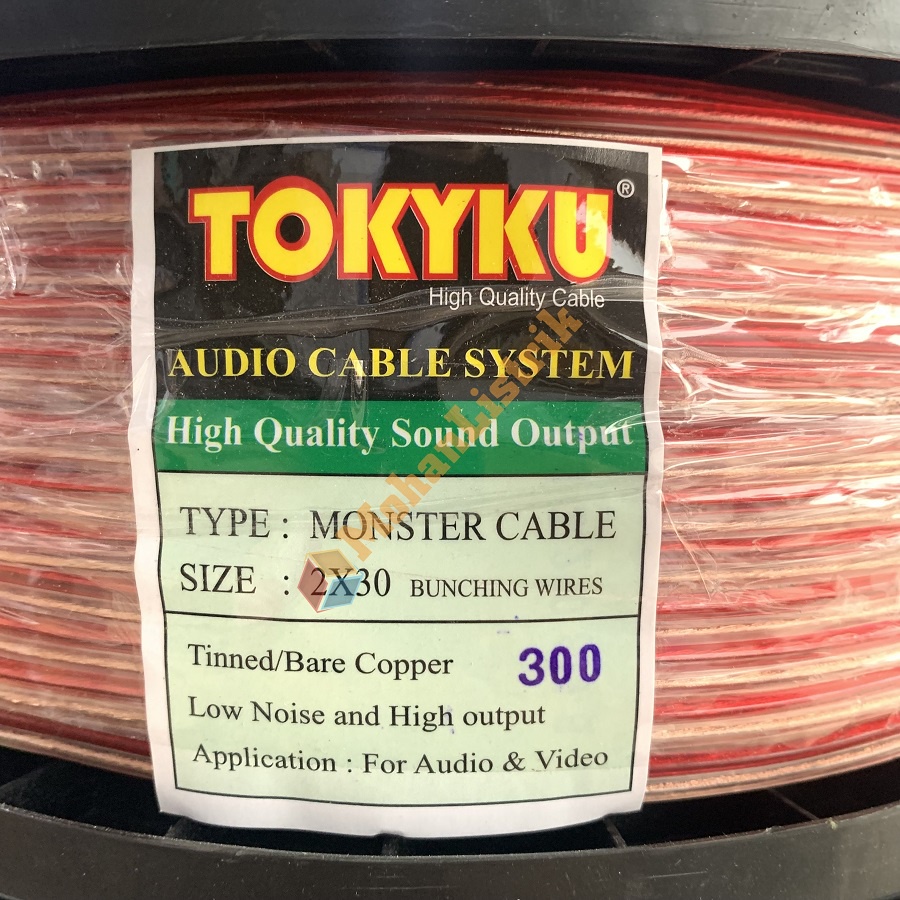 TOKYKU®
High Quality Cable
AUDIO CABLE SYSTEM
High Quality Sound Output
TYPE : MONSTER CABLE
SIZE : 2X30 BUNCHING WIRES
Tinned/Bare Copper 300
Low Noise and High output
Application : For Audio & Video
MahanLishnik